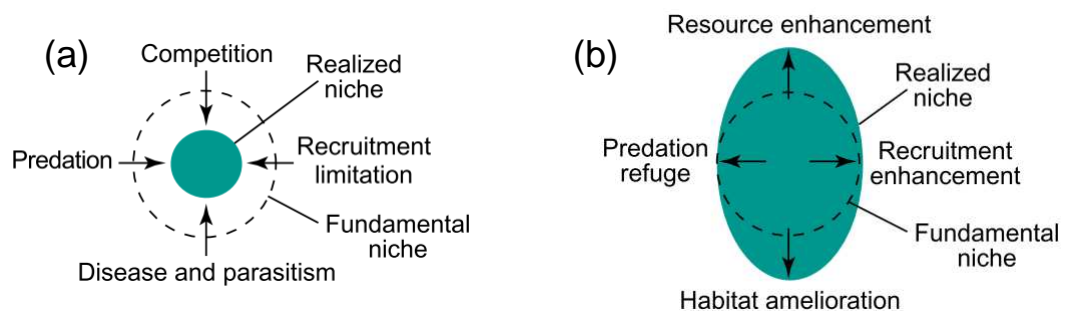 (a)
Competition
Realized
niche
Predation
Recruitment
limitation
Fundamental
niche
Disease and parasitism
(b)
Resource enhancement
Realized
niche
Predation
refuge
Recruitment
enhancement
Fundamental
niche
Habitat amelioration